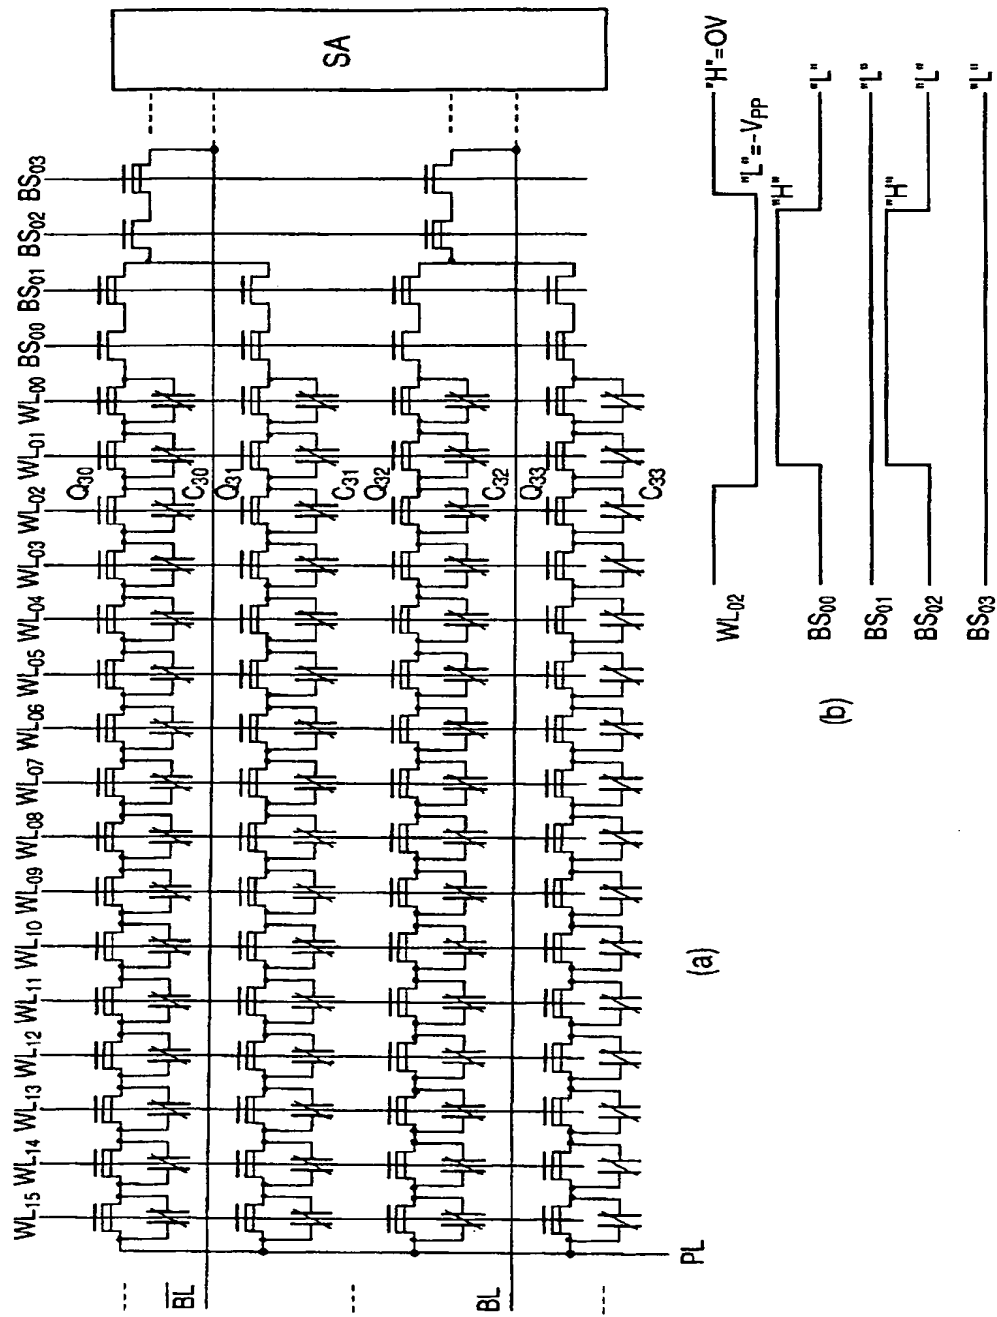 SA
WL15 WL14 WL13 WL12 WL11 WL10 WL09 WL08 WL07 WL06 WL05 WL04 WL03 WL02 WL01 WL00 BS00 BS01 BS02 BS03
Q30
C30
Q31
C31
Q32
C32
Q33
C33
BL
BL
PL
(a)
WL02
"H"=0V
"L"=-VPP
BS00
"H"
"L"
BS01
"L"
BS02
"H"
"L"
BS03
"L"
(b)